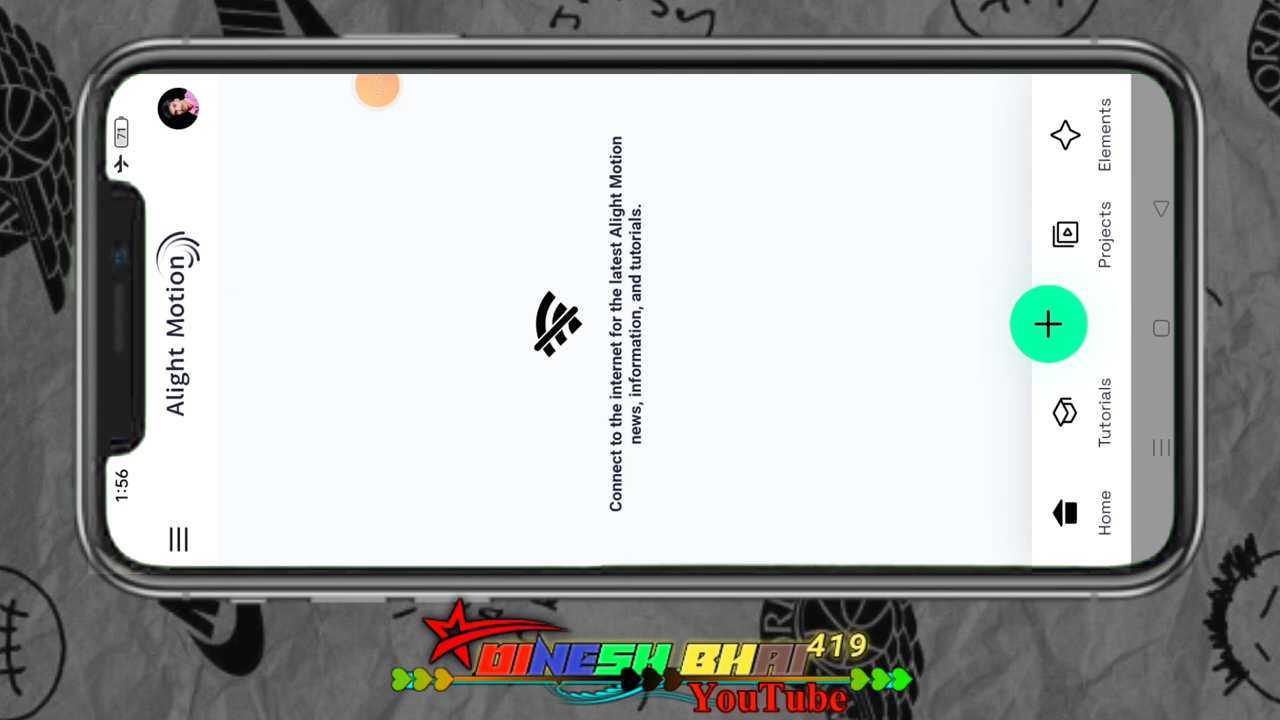 1:56
71
Alight Motion
Connect to the internet for the latest Alight Motion
news, information, and tutorials.
Home
Tutorials
Projects
Elements
DINESH BHAI 419
YouTube